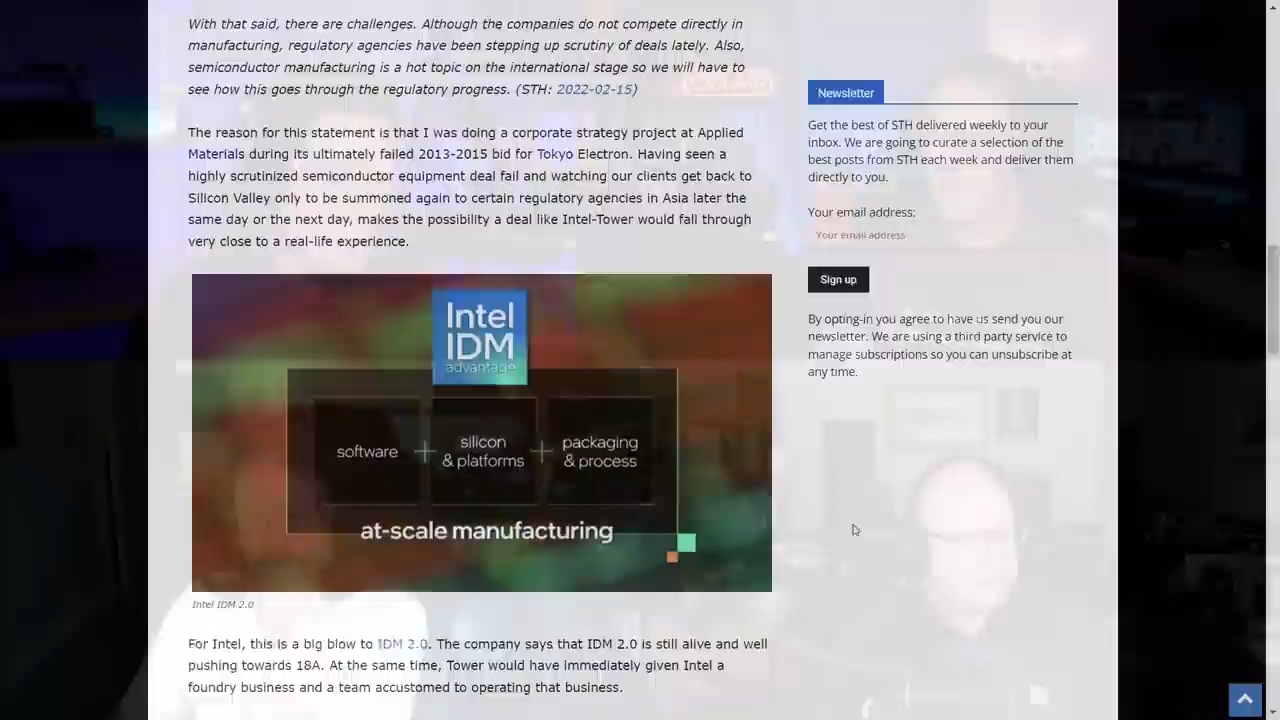 With that said, there are challenges. Although the companies do not compete directly in
manufacturing, regulatory agencies have been stepping up scrutiny of deals lately. Also,
semiconductor manufacturing is a hot topic on the international stage so we will have to
see how this goes through the regulatory progress. (STH: 2022-02-15)
The reason for this statement is that I was doing a corporate strategy project at Applied
Materials during its ultimately failed 2013-2015 bid for Tokyo Electron. Having seen a
highly scrutinized semiconductor equipment deal fail and watching our clients get back to
Silicon Valley only to be summoned again to certain regulatory agencies in Asia later the
same day or the next day, makes the possibility a deal like Intel-Tower would fall through
very close to a real-life experience.
Intel
IDM
advantage
software + silicon & platforms + packaging & process
at-scale manufacturing
Intel IDM 2.0
For Intel, this is a big blow to IDM 2.0. The company says that IDM 2.0 is still alive and well
pushing towards 18A. At the same time, Tower would have immediately given Intel a
foundry business and a team accustomed to operating that business.
Newsletter
Get the best of STH delivered weekly to your
inbox. We are going to curate a selection of the
best posts from STH each week and deliver them
directly to you.
Your email address:
Your email address
Sign up
By opting-in you agree to have us send you our
newsletter. We are using a third party service to
manage subscriptions so you can unsubscribe at
any time.